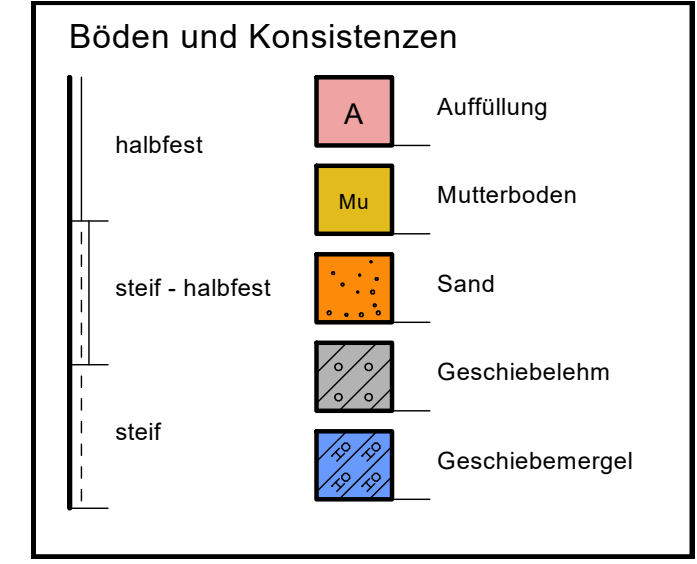 Böden und Konsistenzen
halbfest
steif - halbfest
steif
A
Auffüllung
Mu
Mutterboden
Sand
Geschiebelehm
Geschiebemergel